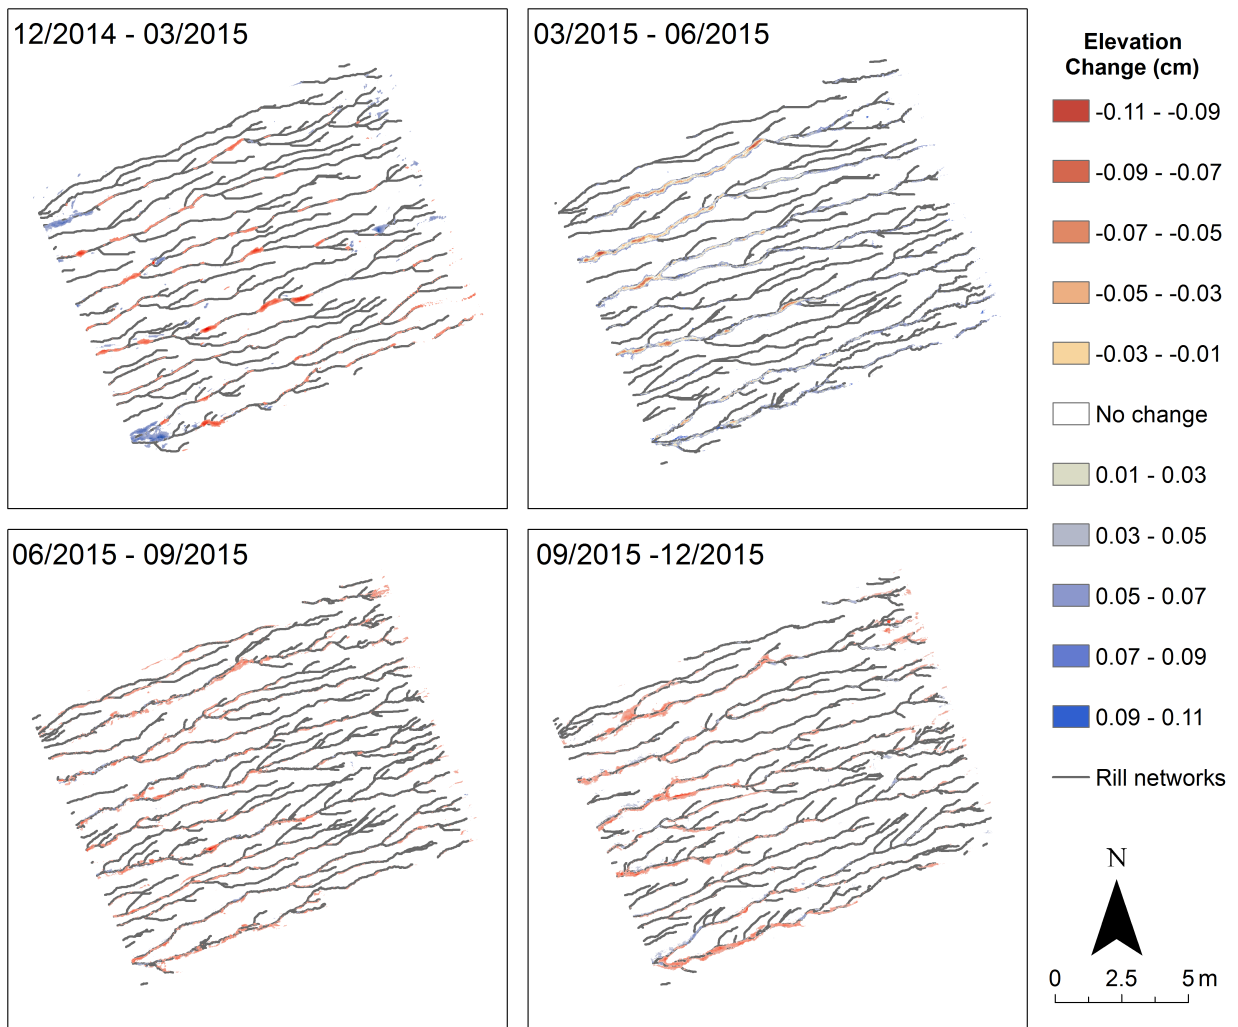 12/2014 - 03/2015
03/2015 - 06/2015
06/2015 - 09/2015
09/2015 -12/2015
Elevation
Change (cm)
-0.11 - -0.09
-0.09 - -0.07
-0.07 - -0.05
-0.05 - -0.03
-0.03 - -0.01
No change
0.01 - 0.03
0.03 - 0.05
0.05 - 0.07
0.07 - 0.09
0.09 - 0.11
Rill networks
N
0 2.5 5 m